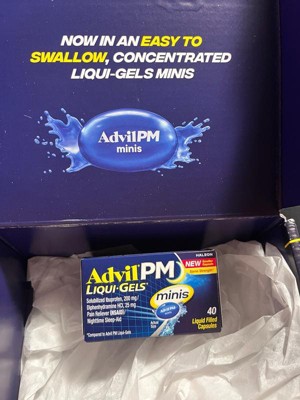 NOW IN AN EASY TO
SWALLOW, CONCENTRATED
LIQUI-GELS MINIS
Advil PM
minis
HALEON
Advil PM
LIQUI·GELS
minis
NEW
Solubilized Ibuprofen, 200 mg/
Diphenhydramine HCl, 25 mg
Pain Reliever (NSAID)/
Nighttime Sleep-Aid
40
Liquid Filled
Capsules
*Compared to Advil PM Liqui-Gels